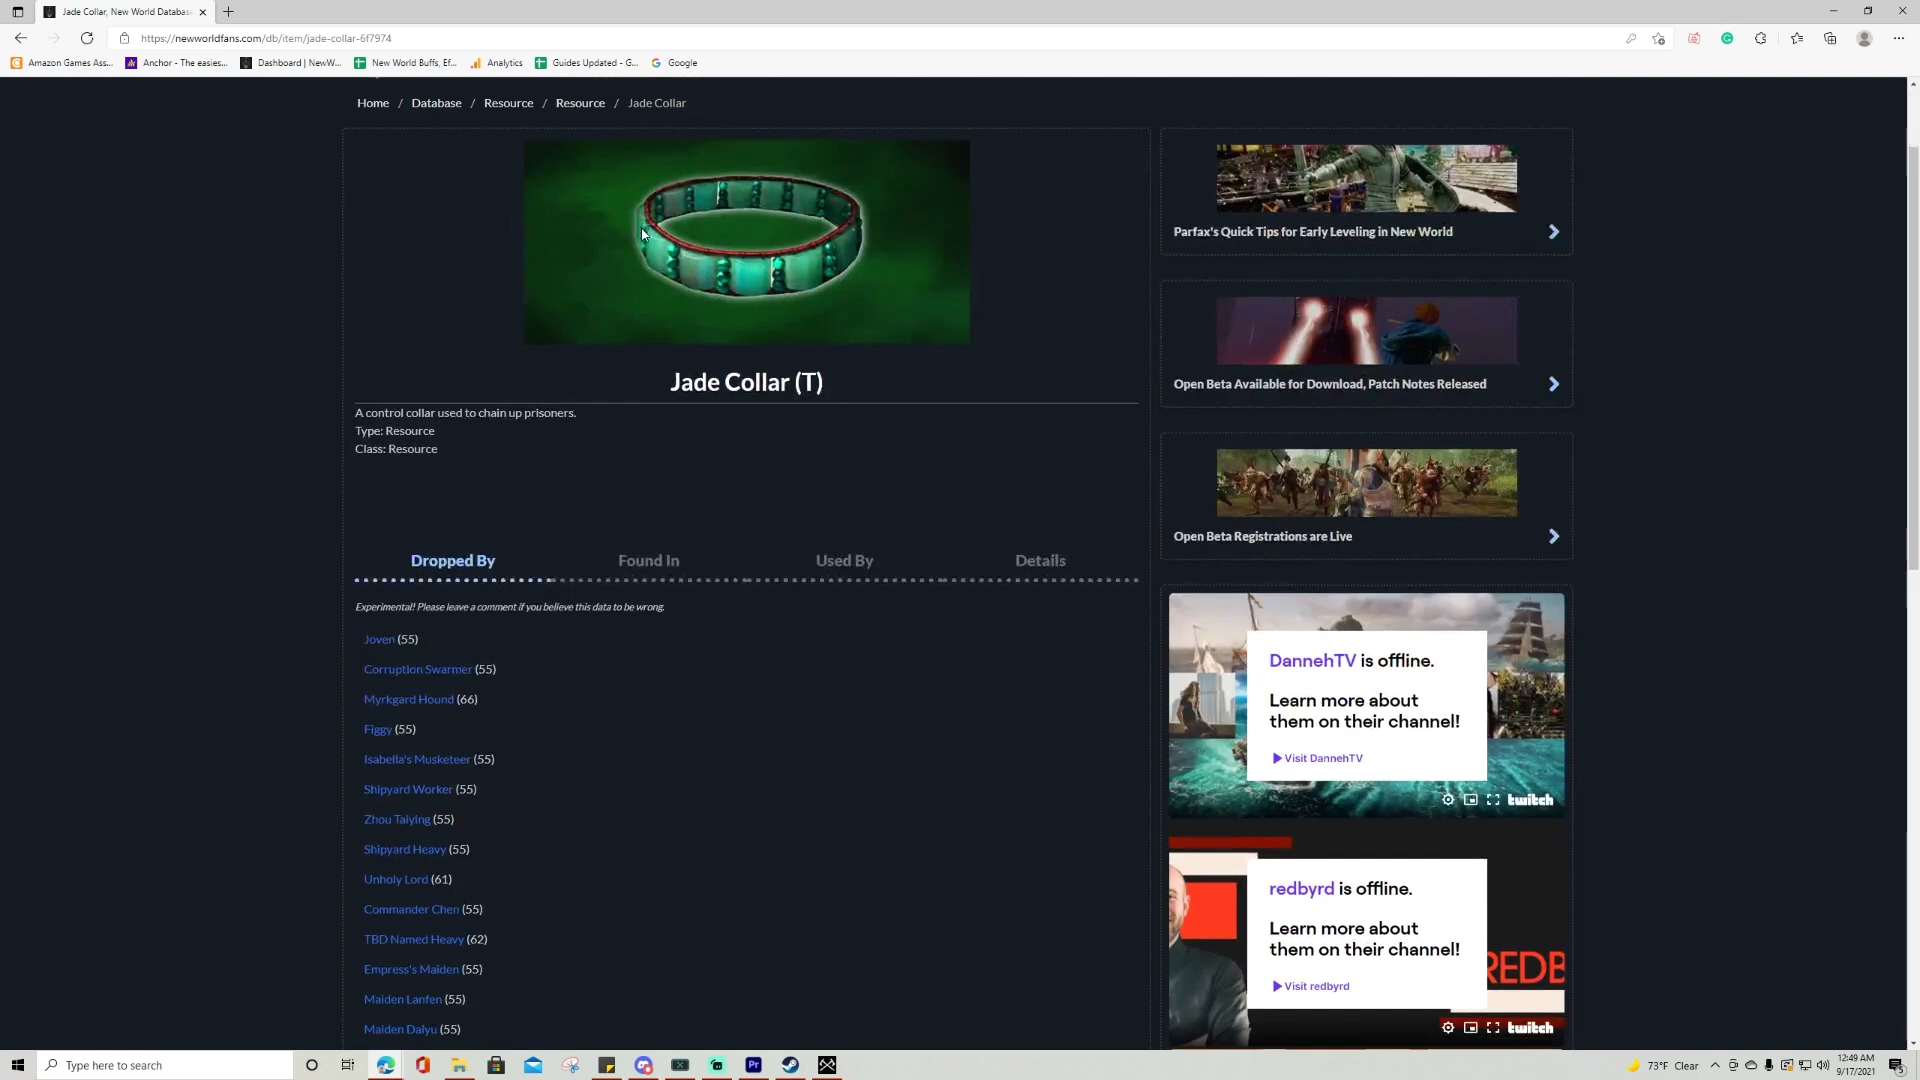 Jade Collar, New World Databas
https://newworldfans.com/db/item/jade-collar-6f7974
Amazon Games Ass...
Anchor - The easies...
Dashboard | NewW...
New World Buffs, Ef...
Analytics
Guides Updated - G...
Google
Home / Database / Resource / Resource / Jade Collar
Jade Collar (T)
A control collar used to chain up prisoners.
Type: Resource
Class: Resource
Dropped By
Found In
Used By
Details
Experimental! Please leave a comment if you believe this data to be wrong.
Joven (55)
Corruption Swarmer (55)
Myrkgard Hound (66)
Figgy (55)
Isabella's Musketeer (55)
Shipyard Worker (55)
Zhou Taiying (55)
Shipyard Heavy (55)
Unholy Lord (61)
Commander Chen (55)
TBD Named Heavy (62)
Empress's Maiden (55)
Maiden Lanfen (55)
Maiden Daiyu (55)
Parfax's Quick Tips for Early Leveling in New World
Open Beta Available for Download, Patch Notes Released
Open Beta Registrations are Live
DannehTV is offline.
Learn more about
them on their channel!
Visit DannehTV
twitch
redbyrd is offline.
Learn more about
them on their channel!
Visit redbyrd
REDB
twitch
Type here to search
Pr
73°F Clear
12:49 AM
9/17/2021
5